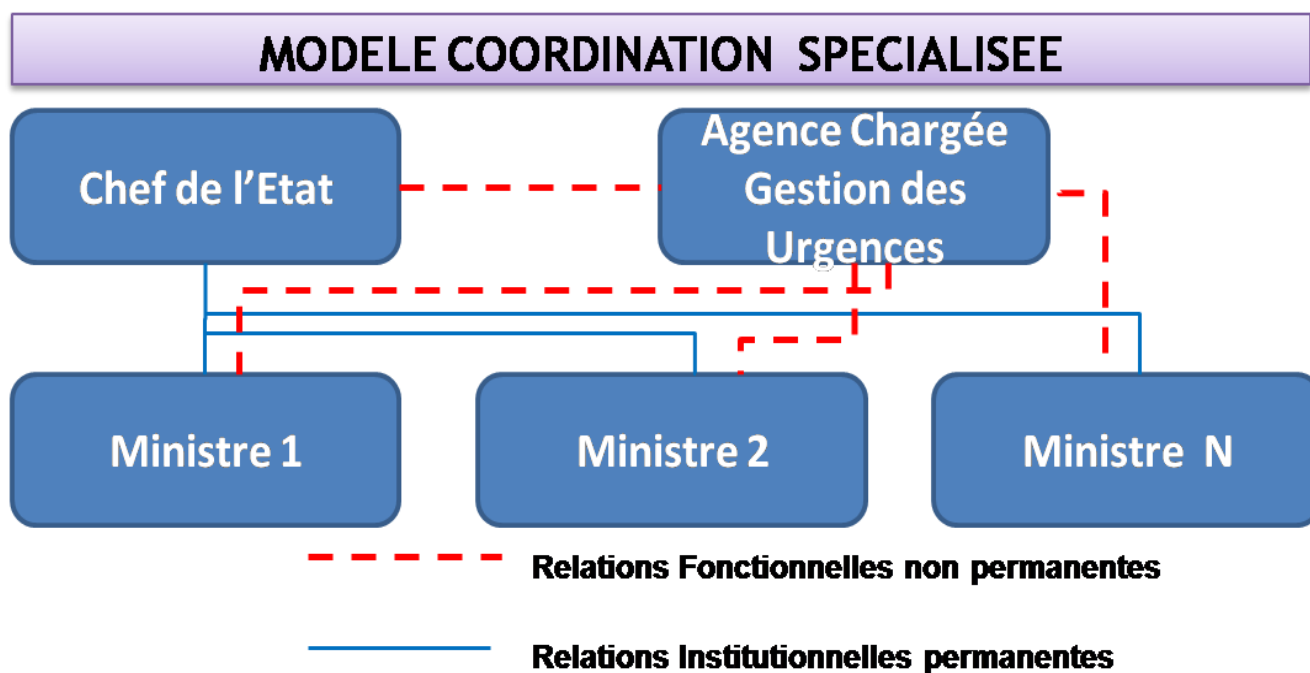 MODELE COORDINATION SPECIALISEE
Chef de l'Etat
Agence Chargée
Gestion des
Urgences
Ministre 1
Ministre 2
Ministre N
Relations Fonctionnelles non permanentes
Relations Institutionnelles permanentes